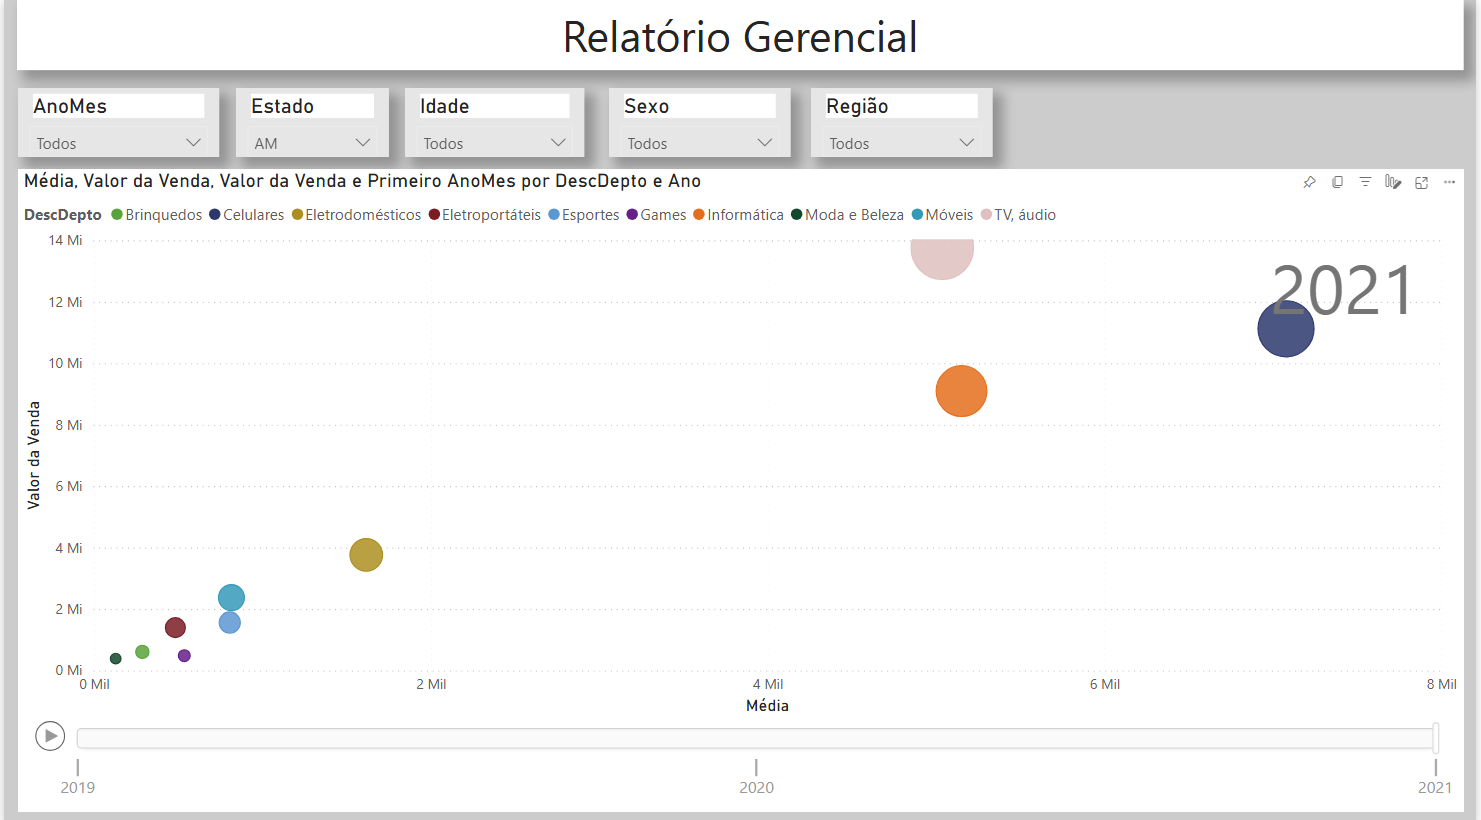 Relatório Gerencial
AnoMes Estado Idade Sexo Região
Todos AM Todos Todos Todos
Média, Valor da Venda, Valor da Venda e Primeiro AnoMes por DescDepto e Ano
DescDepto Brinquedos Celulares Eletrodomésticos Eletroportáteis Esportes Games Informática Moda e Beleza Móveis TV, áudio
14 Mi
2021
12 Mi
10 Mi
8 Mi
Valor da Venda
6 Mi
4 Mi
2 Mi
0 Mi
0 Mil 2 Mil 4 Mil 6 Mil 8 Mil
Média
2019 2020 2021